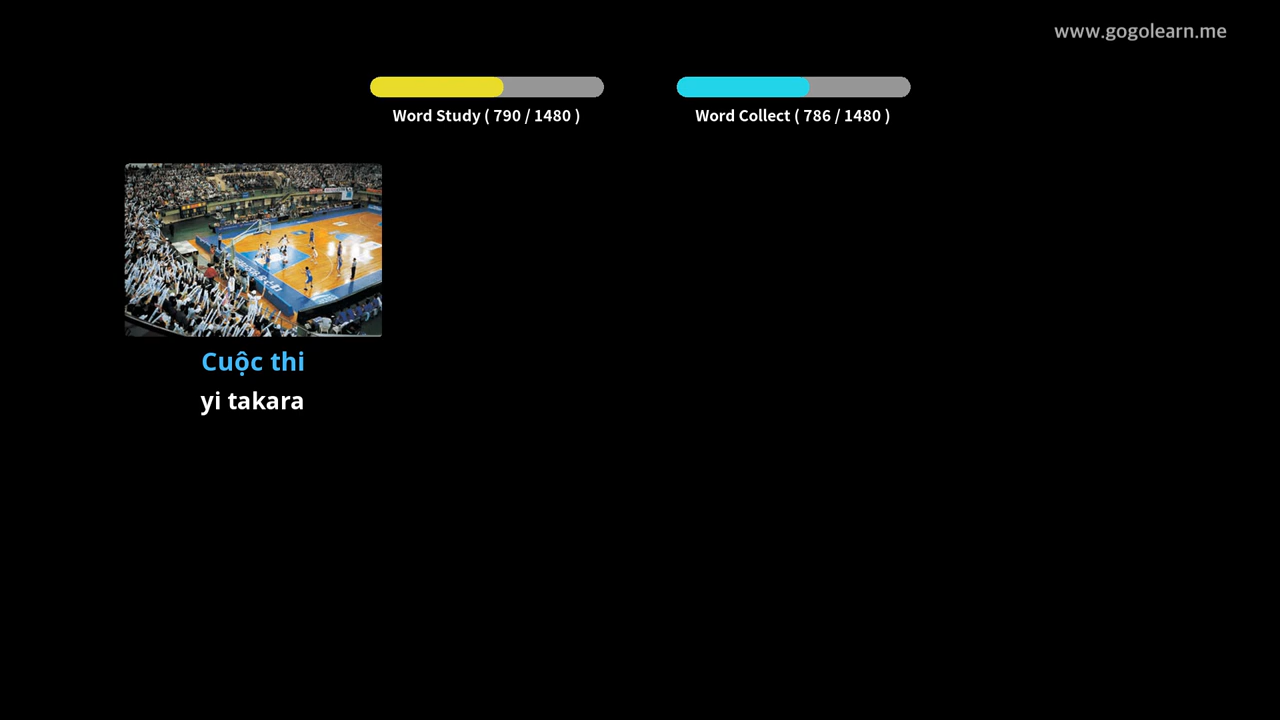 www.gogolearn.me
Word Study ( 790 / 1480 )
Word Collect ( 786 / 1480 )
Cuộc thi
yi takara